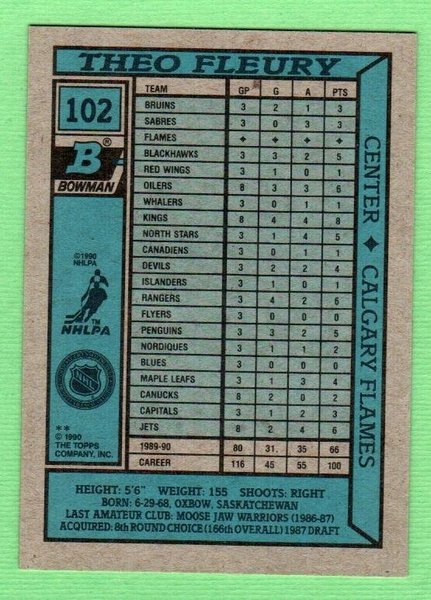 THEO FLEURY
102
B®
BOWMAN
©1990
NHLPA
™
NHLPA
NHL
* *
© 1990
THE TOPPS
COMPANY, INC.
TEAM GP G A PTS
BRUINS 3 2 1 3
SABRES 3 0 3 3
FLAMES ✦ ✦ ✦ ✦
BLACKHAWKS 3 3 2 5
RED WINGS 3 0 1 1
OILERS 8 3 3 6
WHALERS 3 0 1 1
KINGS 8 4 4 8
NORTH STARS 3 1 4 5
CANADIENS 3 0 1 1
DEVILS 3 2 2 4
ISLANDERS 3 0 1 1
RANGERS 3 4 2 6
FLYERS 3 0 0 0
PENGUINS 3 3 2 5
NORDIQUES 3 1 1 2
BLUES 3 0 0 0
MAPLE LEAFS 3 1 3 4
CANUCKS 8 2 0 2
CAPITALS 3 1 2 3
JETS 8 2 4 6
1989-90 80 31. 35 66
CAREER 116 45 55 100
CENTER ✦ CALGARY FLAMES
HEIGHT: 5'6" WEIGHT: 155 SHOOTS: RIGHT
BORN: 6-29-68, OXBOW, SASKATCHEWAN
LAST AMATEUR CLUB: MOOSE JAW WARRIORS (1986-87)
ACQUIRED: 8th ROUND CHOICE (166th OVERALL) 1987 DRAFT